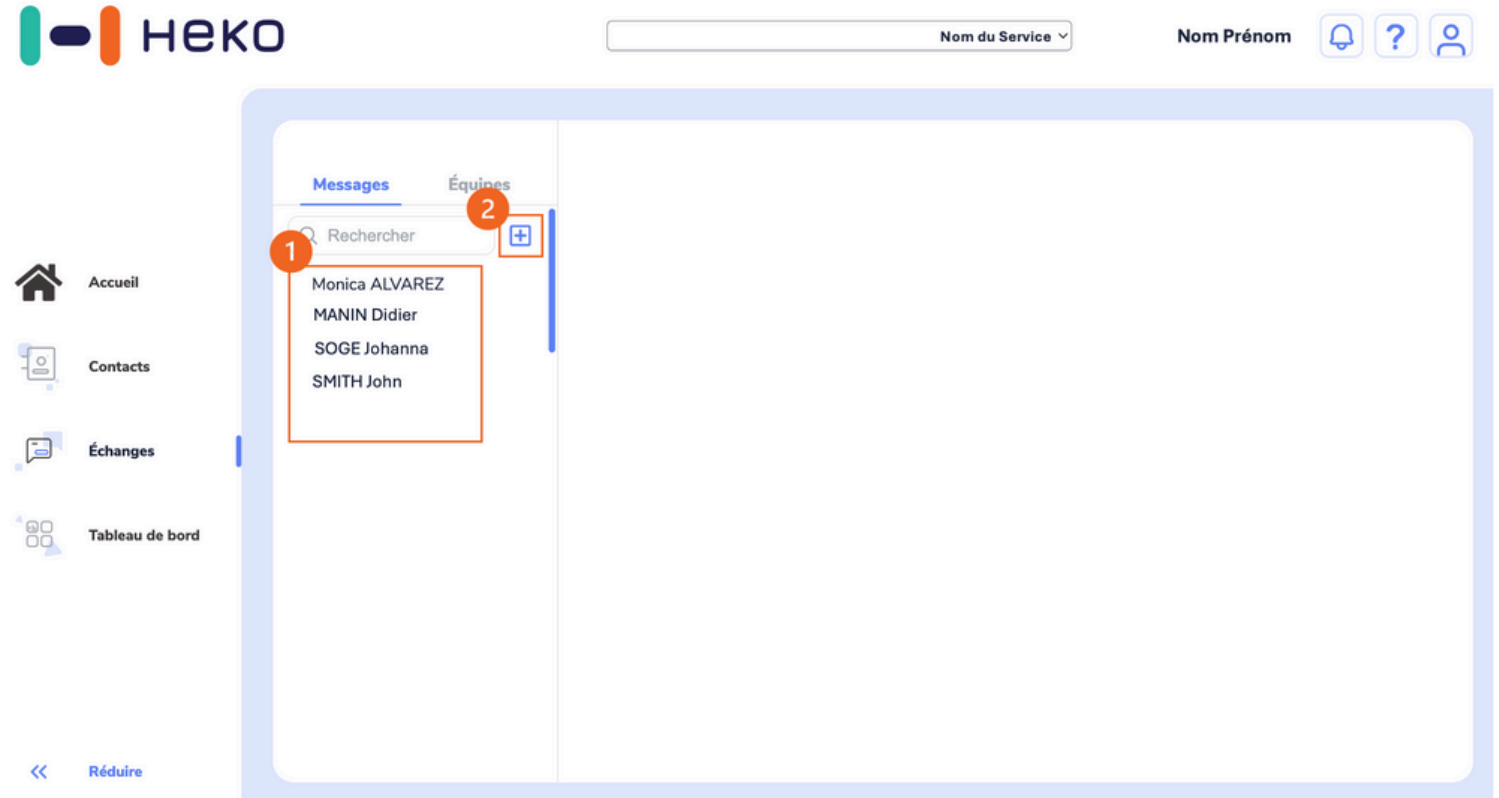 Heko
Nom du Service
Nom Prénom
?
Messages
Équipes
2
Rechercher
1
Monica ALVAREZ
MANIN Didier
SOGE Johanna
SMITH John
Accueil
Contacts
Échanges
Tableau de bord
Réduire